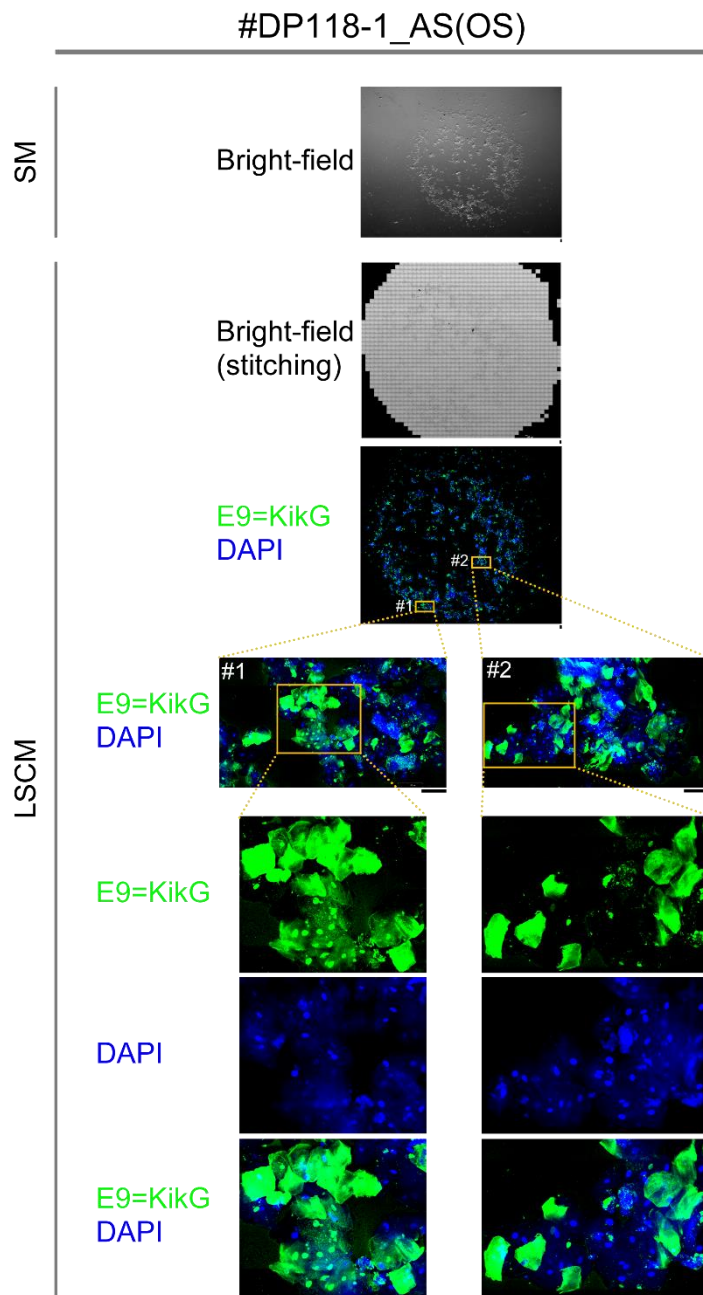 #DP118-1_AS(OS)
SM
Bright-field
LSCM
Bright-field
(stitching)
E9=KikG
DAPI
#2
#1
E9=KikG
DAPI
#1
#2
E9=KikG
DAPI
E9=KikG
DAPI